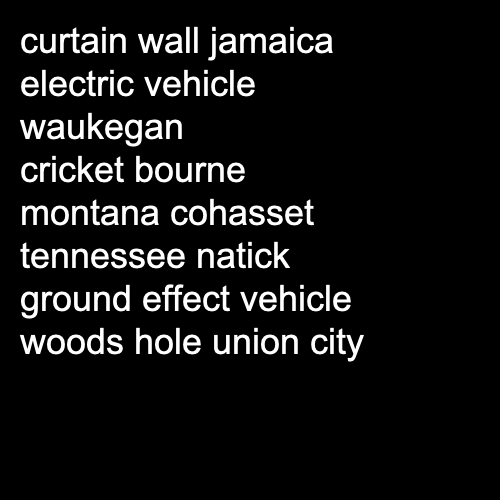 curtain wall jamaica
electric vehicle
waukegan
cricket bourne
montana cohasset
tennessee natick
ground effect vehicle
woods hole union city